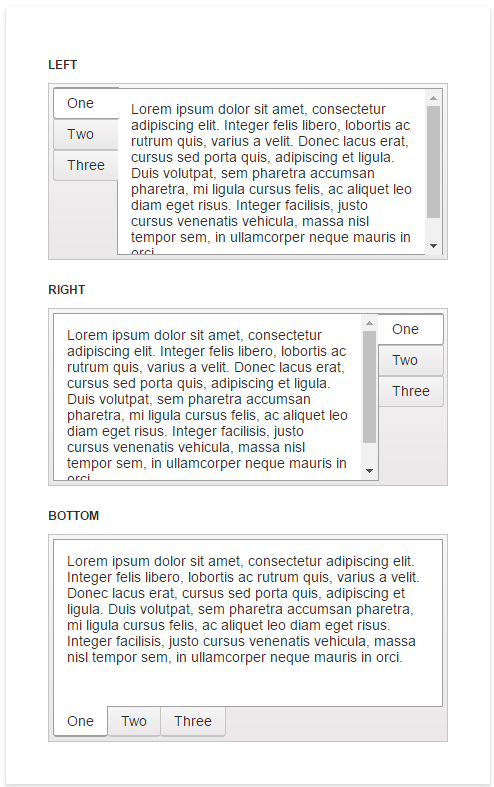 LEFT
One
Two
Three
Lorem ipsum dolor sit amet, consectetur
adipiscing elit. Integer felis libero, lobortis ac
rutrum quis, varius a velit. Donec lacus erat,
cursus sed porta quis, adipiscing et ligula.
Duis volutpat, sem pharetra accumsan
pharetra, mi ligula cursus felis, ac aliquet leo
diam eget risus. Integer facilisis, justo
cursus venenatis vehicula, massa nisl
tempor sem, in ullamcorper neque mauris in
orci.
RIGHT
Lorem ipsum dolor sit amet, consectetur
adipiscing elit. Integer felis libero, lobortis ac
rutrum quis, varius a velit. Donec lacus erat,
cursus sed porta quis, adipiscing et ligula.
Duis volutpat, sem pharetra accumsan
pharetra, mi ligula cursus felis, ac aliquet leo
diam eget risus. Integer facilisis, justo
cursus venenatis vehicula, massa nisl
tempor sem, in ullamcorper neque mauris in
orci.
One
Two
Three
BOTTOM
Lorem ipsum dolor sit amet, consectetur adipiscing elit.
Integer felis libero, lobortis ac rutrum quis, varius a velit.
Donec lacus erat, cursus sed porta quis, adipiscing et
ligula. Duis volutpat, sem pharetra accumsan pharetra,
mi ligula cursus felis, ac aliquet leo diam eget risus.
Integer facilisis, justo cursus venenatis vehicula, massa
nisl tempor sem, in ullamcorper neque mauris in orci.
One
Two
Three